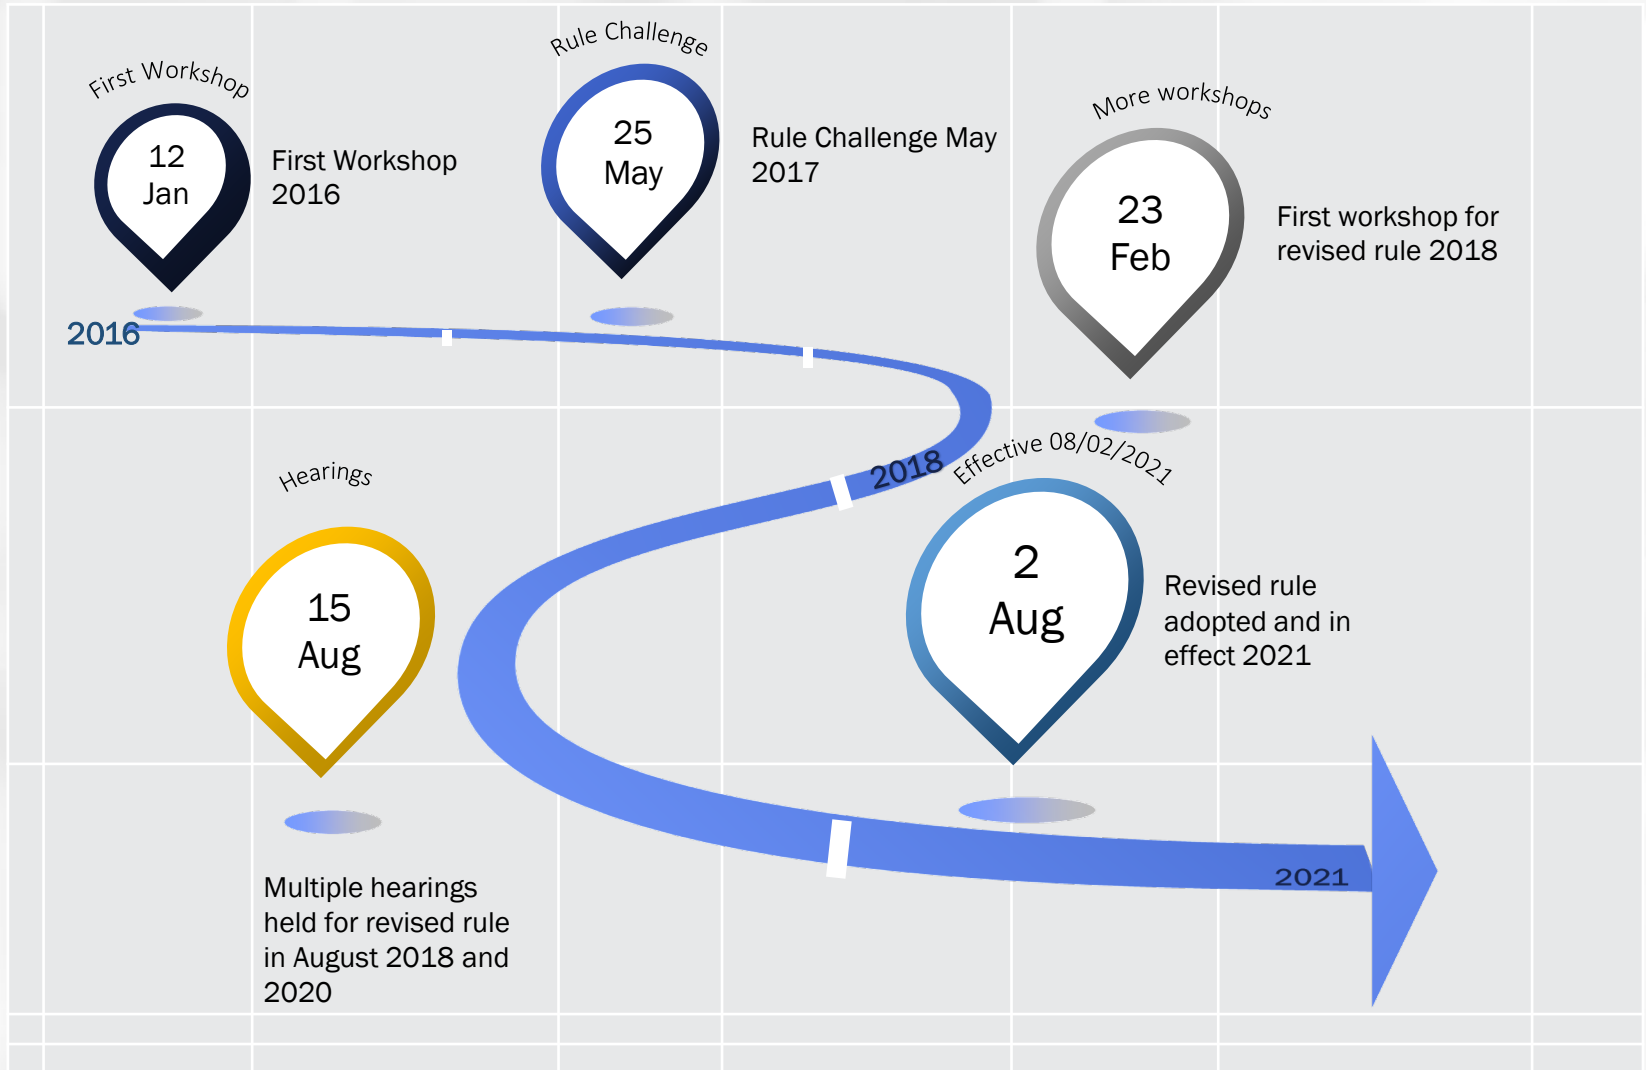 First Workshop
12
Jan
First Workshop
2016
Rule Challenge
25
May
Rule Challenge May
2017
More workshops
23
Feb
First workshop for
revised rule 2018
2016
2018
Hearings
15
Aug
Multiple hearings
held for revised rule
in August 2018 and
2020
Effective 08/02/2021
2
Aug
Revised rule
adopted and in
effect 2021
2021